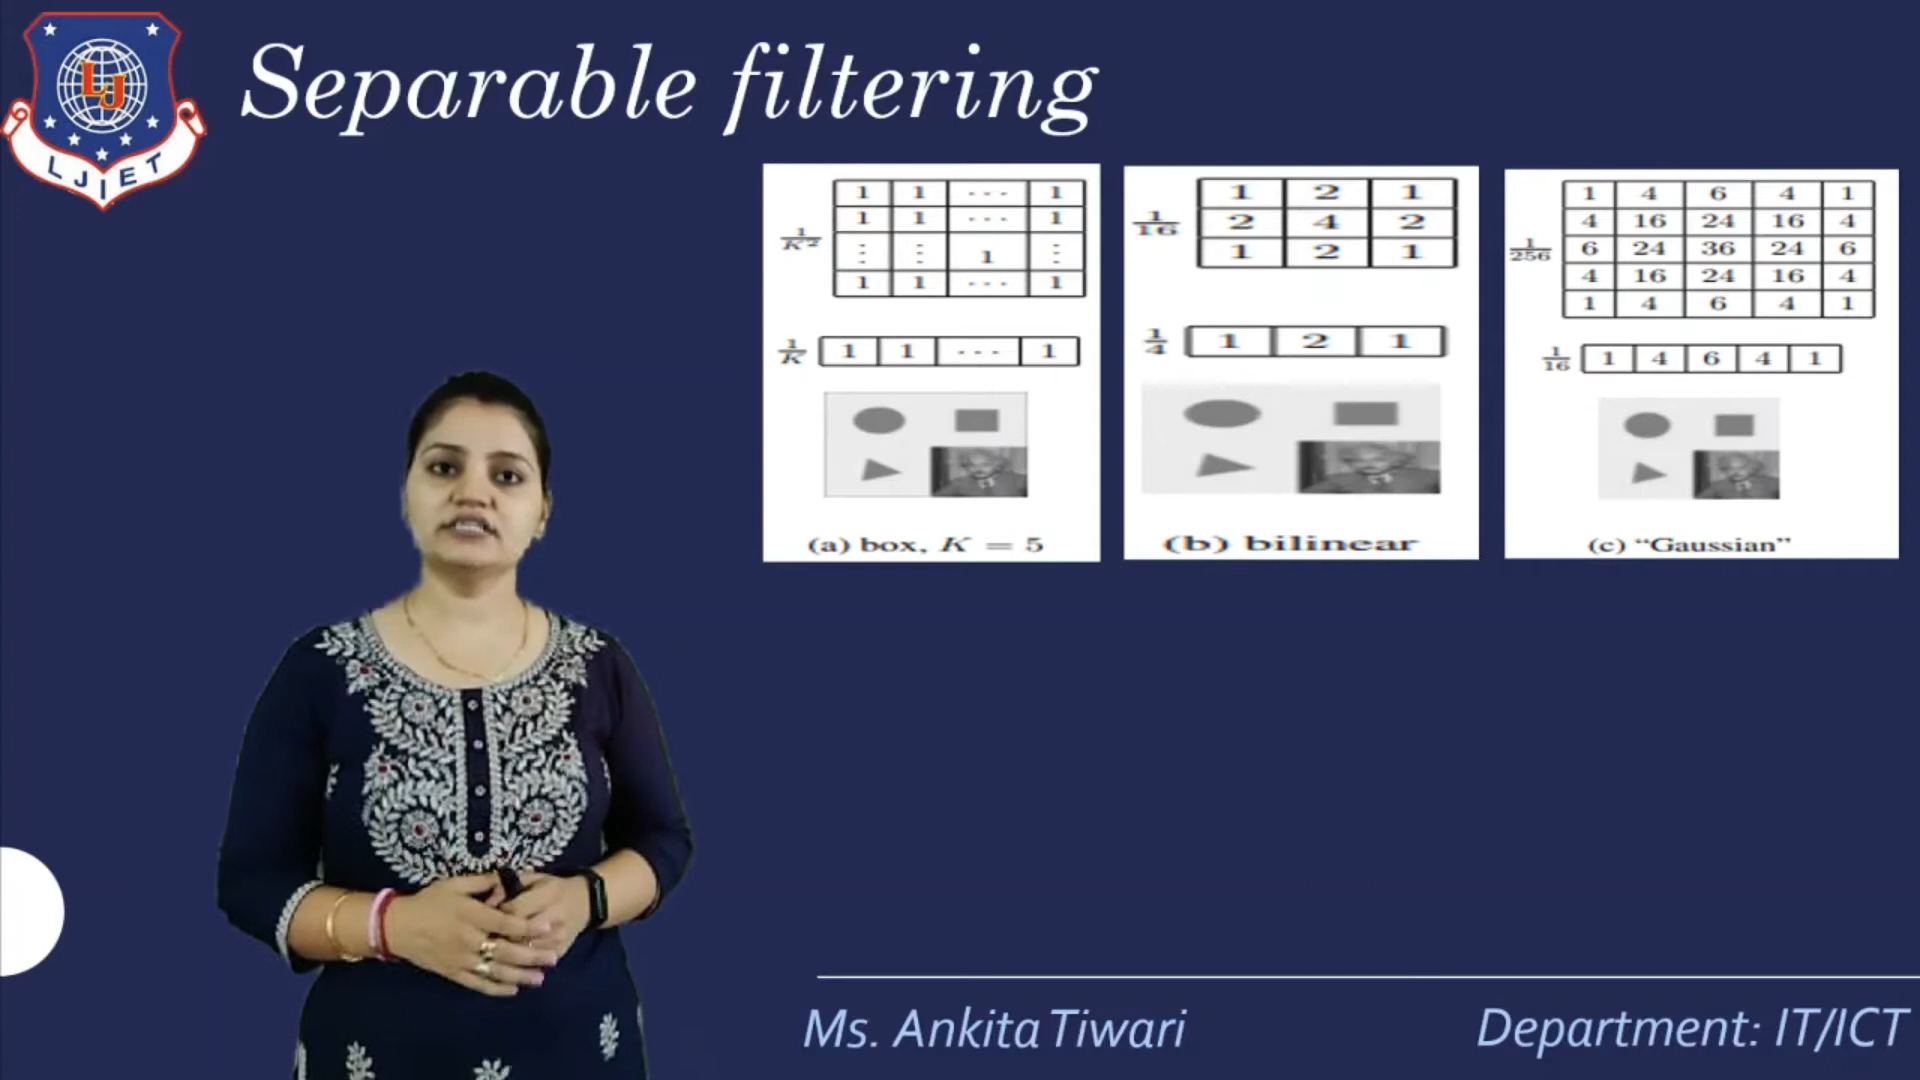 LJ
LJIET
Separable filtering
1/K²
1 1 ··· 1
1 1 ··· 1
⋮ ⋮ 1 ⋮
1 1 ··· 1
1/K 1 1 ··· 1
(a) box, K = 5
1/16
1 2 1
2 4 2
1 2 1
1/4 1 2 1
(b) bilinear
1/256
1 4 6 4 1
4 16 24 16 4
6 24 36 24 6
4 16 24 16 4
1 4 6 4 1
1/16 1 4 6 4 1
(c) “Gaussian”
Ms. Ankita Tiwari
Department: IT/ICT